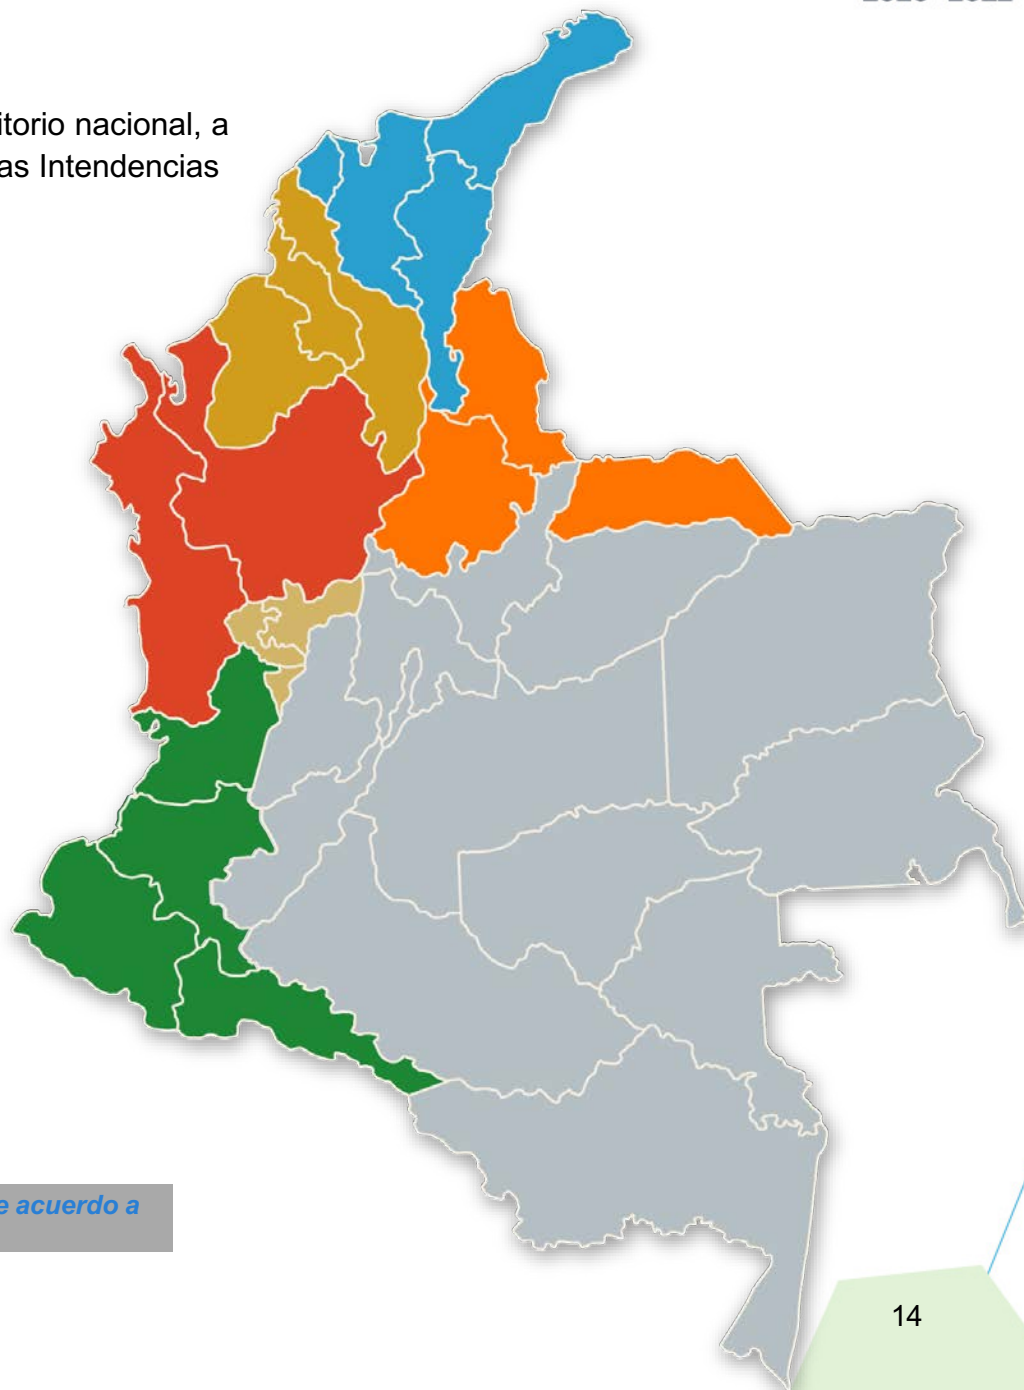 itorio nacional, a
as Intendencias
e acuerdo a
14